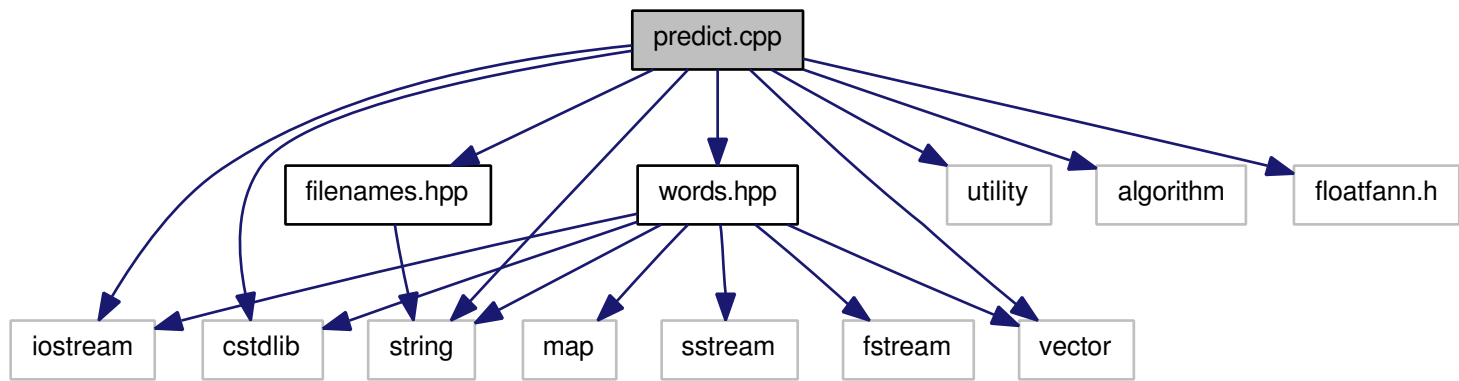 predict.cpp
filenames.hpp
words.hpp
utility
algorithm
floatfann.h
iostream
cstdlib
string
map
sstream
fstream
vector